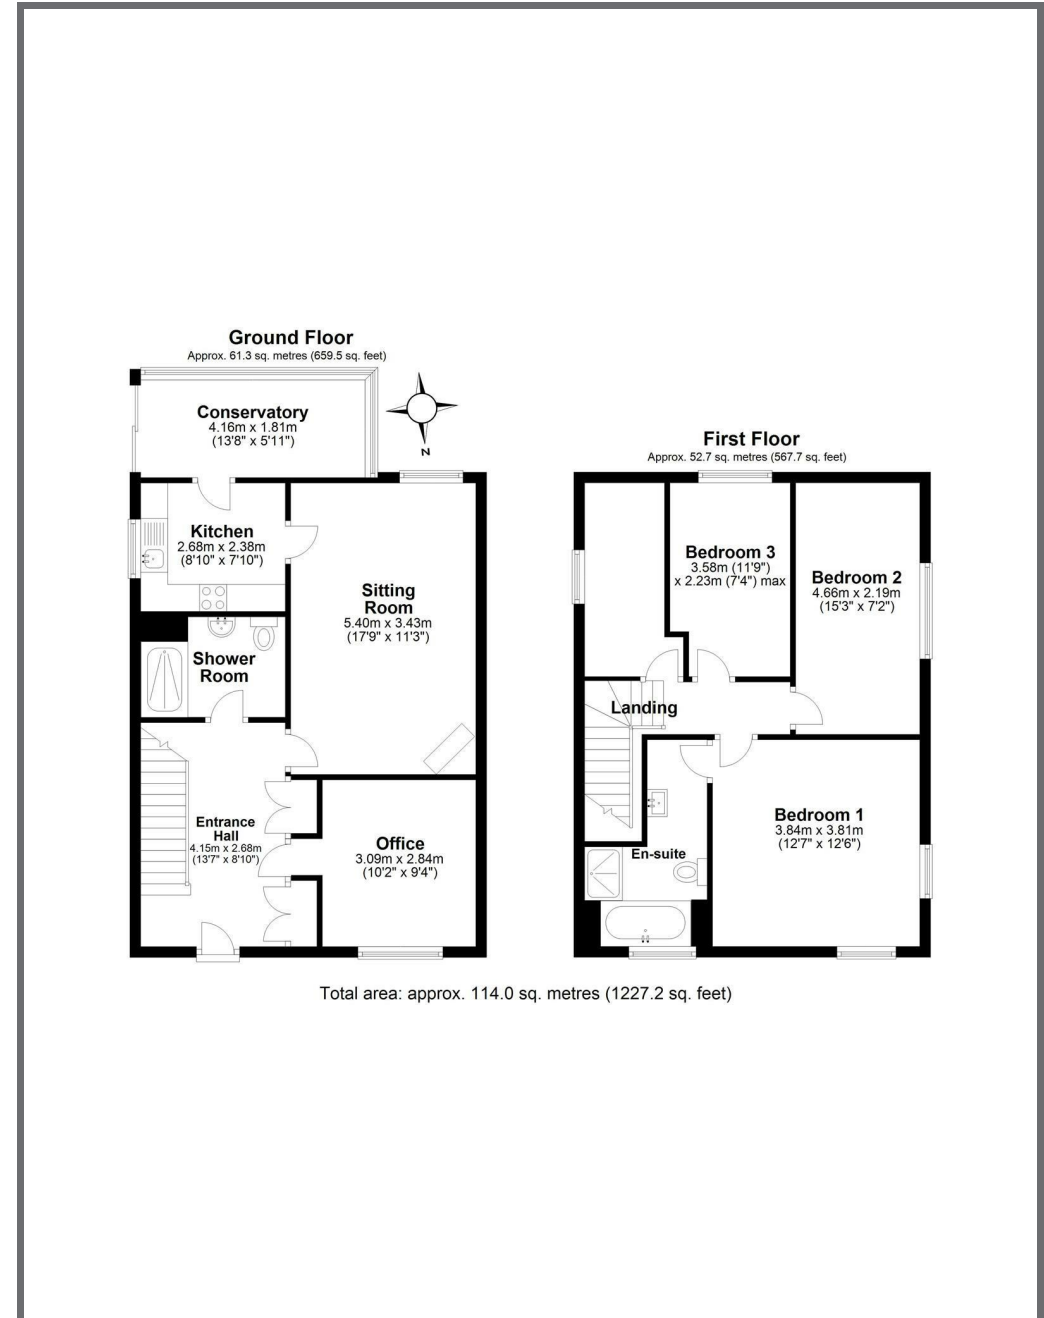 Ground Floor
Approx. 61.3 sq. metres (659.5 sq. feet)
Conservatory
4.16m x 1.81m
(13'8" x 5'11")
N
Kitchen
2.68m x 2.38m
(8'10" x 7'10")
Sitting
Room
5.40m x 3.43m
(17'9" x 11'3")
Shower
Room
Entrance
Hall
4.15m x 2.68m
(13'7" x 8'10")
Office
3.09m x 2.84m
(10'2" x 9'4")
First Floor
Approx. 52.7 sq. metres (567.7 sq. feet)
Bedroom 3
3.58m (11'9")
x 2.23m (7'4") max
Bedroom 2
4.66m x 2.19m
(15'3" x 7'2")
Landing
Bedroom 1
3.84m x 3.81m
(12'7" x 12'6")
En-suite
Total area: approx. 114.0 sq. metres (1227.2 sq. feet)